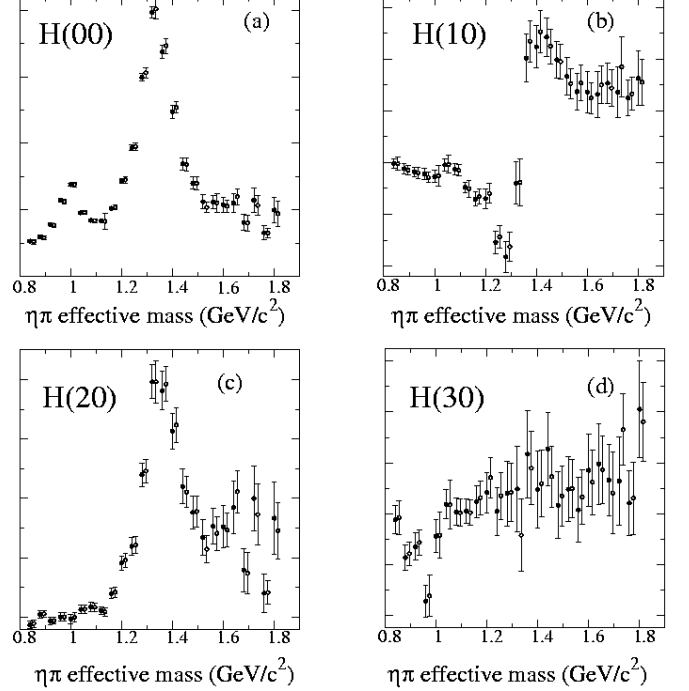 H(00) (a)
H(10) (b)
0.8 1 1.2 1.4 1.6 1.8
0.8 1 1.2 1.4 1.6 1.8
ηπ effective mass (GeV/c²)
ηπ effective mass (GeV/c²)
H(20) (c)
H(30) (d)
0.8 1 1.2 1.4 1.6 1.8
0.8 1 1.2 1.4 1.6 1.8
ηπ effective mass (GeV/c²)
ηπ effective mass (GeV/c²)